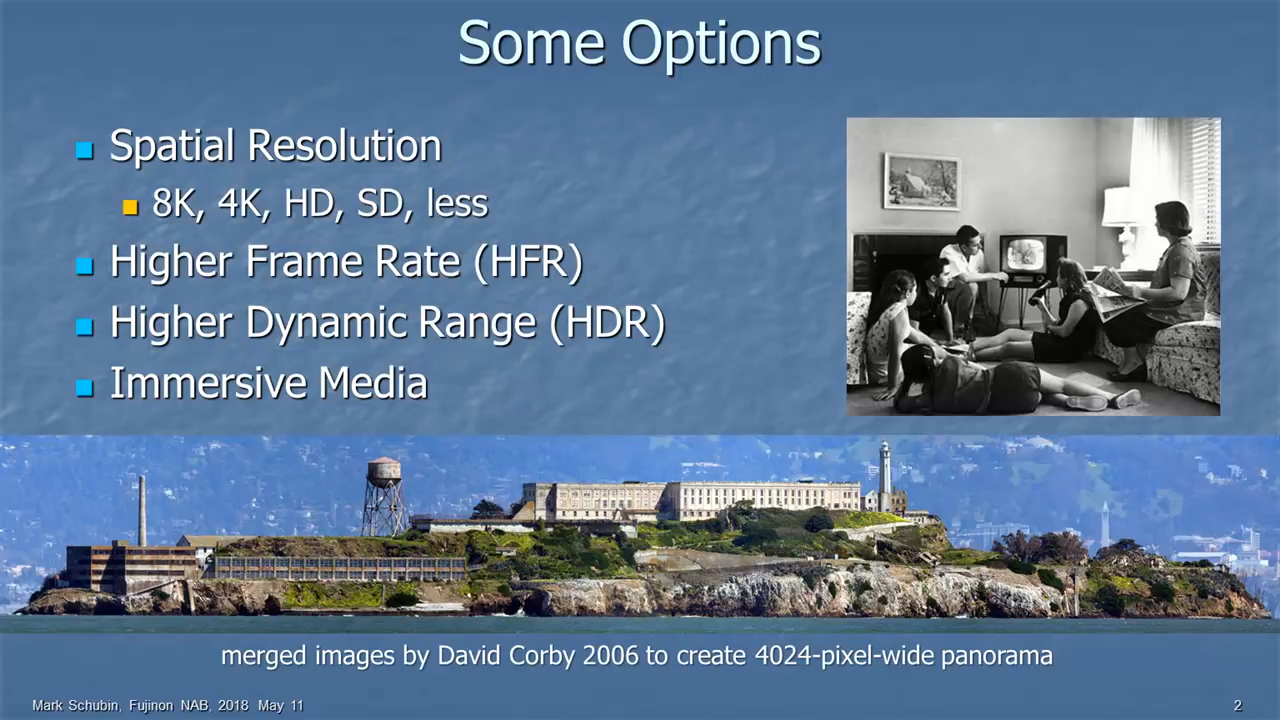 Some Options
Spatial Resolution
8K, 4K, HD, SD, less
Higher Frame Rate (HFR)
Higher Dynamic Range (HDR)
Immersive Media
merged images by David Corby 2006 to create 4024-pixel-wide panorama
Mark Schubin, Fujinon NAB, 2018 May 11
2